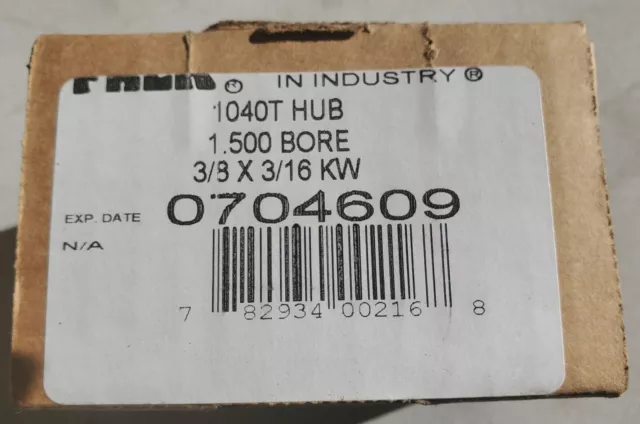 ® IN INDUSTRY ®
1040T HUB
1.500 BORE
3/8 X 3/16 KW
EXP. DATE 0704609
N/A
7 82934 00216 8